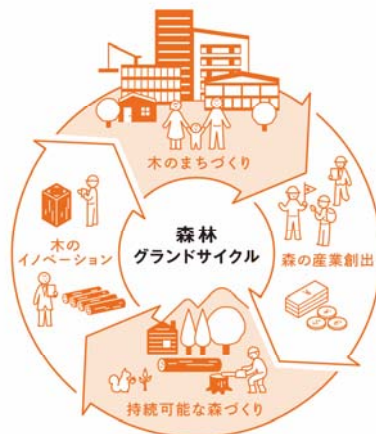 木のまちづくり
森林
グランドサイクル
木の
イノベーション
森の産業創出
持続可能な森づくり